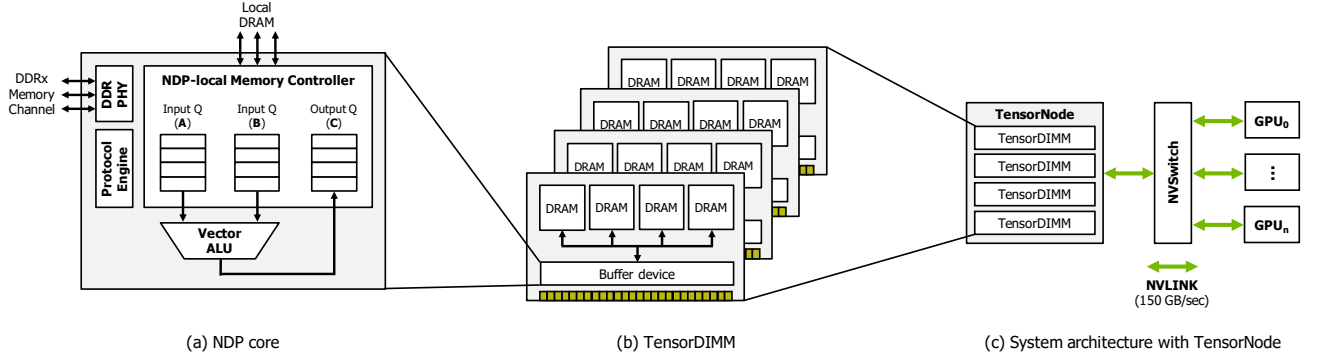 Local
DRAM
DDRx
Memory
Channel
DDR
PHY
Protocol
Engine
NDP-local Memory Controller
Input Q
(A)
Input Q
(B)
Output Q
(C)
Vector
ALU
(a) NDP core
DRAM DRAM DRAM DRAM
DRAM DRAM DRAM DRAM
DRAM DRAM DRAM DRAM
DRAM DRAM DRAM DRAM
Buffer device
(b) TensorDIMM
TensorNode
TensorDIMM
TensorDIMM
TensorDIMM
TensorDIMM
NVSwitch
GPU0
...
GPUn
NVLINK
(150 GB/sec)
(c) System architecture with TensorNode